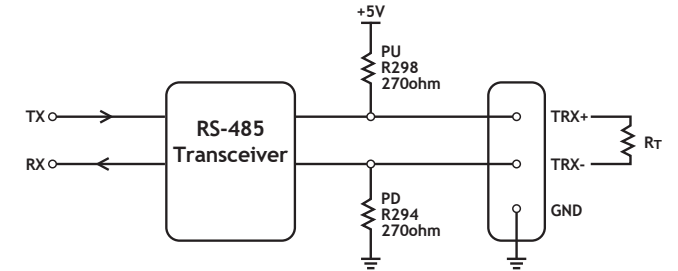 +5V
PU
R298
270ohm
TX
RS-485
Transceiver
TRX+
RT
RX
TRX-
PD
R294
270ohm
GND